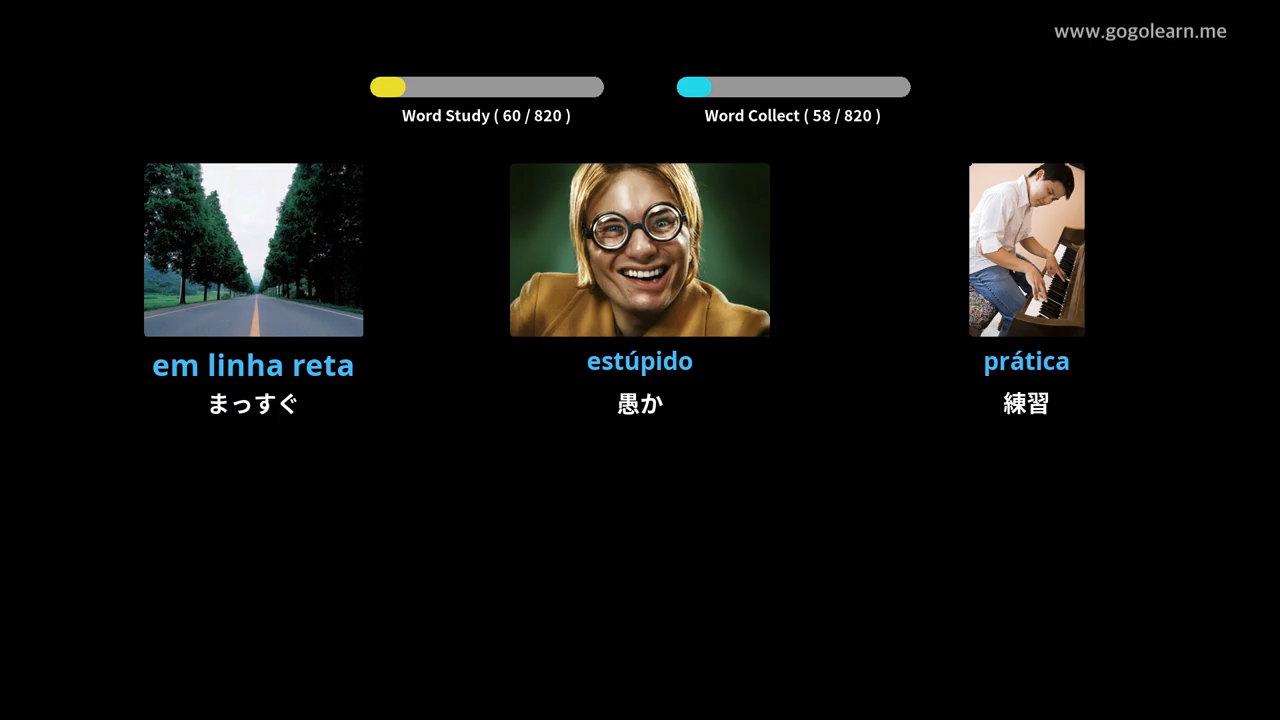 www.gogolearn.me
Word Study ( 60 / 820 )
Word Collect ( 58 / 820 )
em linha reta
まっすぐ
estúpido
愚か
prática
練習